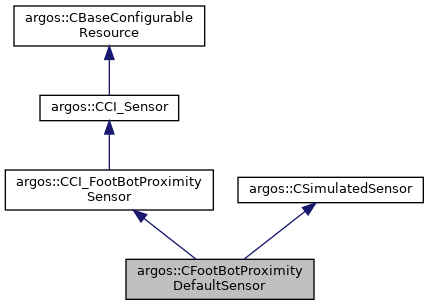 argos::CBaseConfigurable
Resource
argos::CCI_Sensor
argos::CCI_FootBotProximity
Sensor
argos::CSimulatedSensor
argos::CFootBotProximity
DefaultSensor